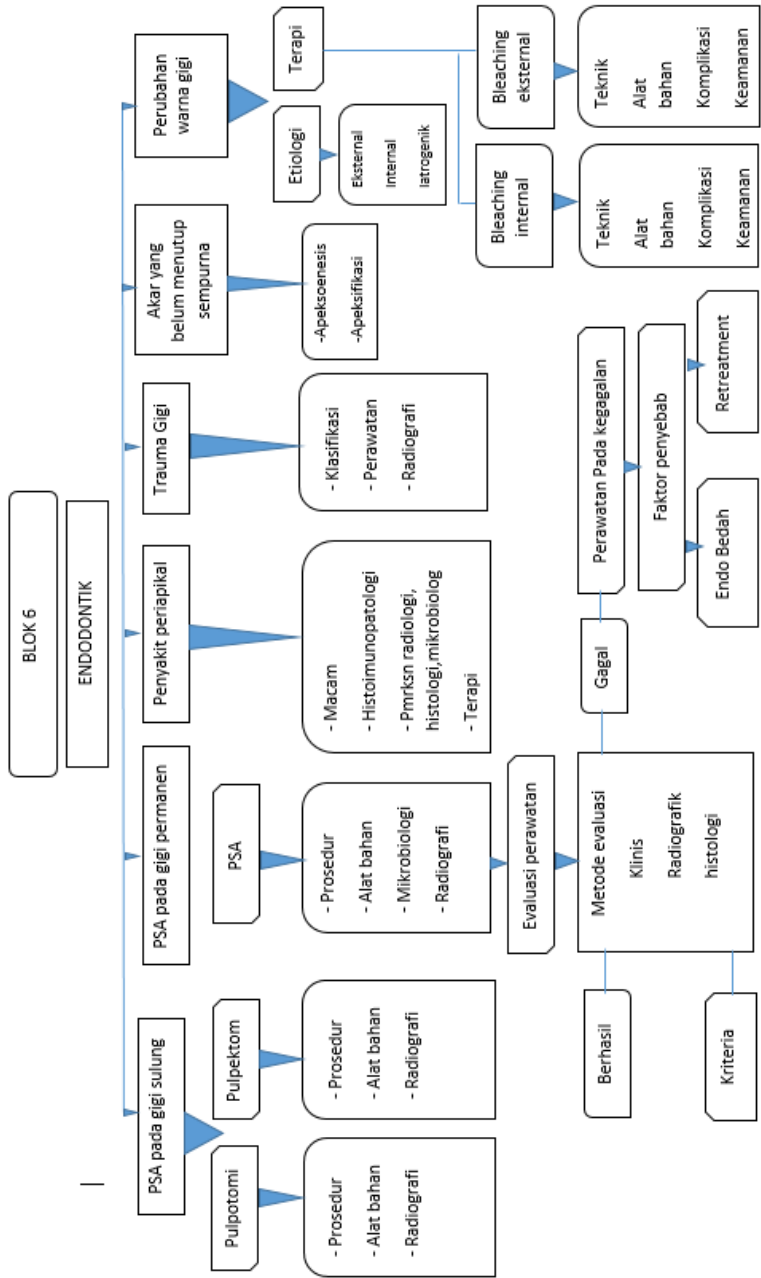 BLOK 6
ENDODONTIK
PSA pada gigi sulung
Pulpotomi
- Prosedur
- Alat bahan
- Radiografi
Pulpektom
- Prosedur
- Alat bahan
- Radiografi
PSA pada gigi permanen
PSA
- Prosedur
- Alat bahan
- Mikrobiologi
- Radiografi
Evaluasi perawatan
Metode evaluasi
Klinis
Radiografik
histologi
Berhasil
Kriteria
Gagal
Perawatan Pada kegagalan
Faktor penyebab
Endo Bedah
Retreatment
Penyakit periapikal
- Macam
- Histoimunopatologi
- Pmrksn radiologi,
histologi,mikrobiolog
- Terapi
Trauma Gigi
- Klasifikasi
- Perawatan
- Radiografi
Akar yang
belum menutup
sempurna
-Apeksoenesis
-Apeksifikasi
Perubahan
warna gigi
Etiologi
Eksternal
Internal
Iatrogenik
Terapi
Bleaching
internal
Teknik
Alat
bahan
Komplikasi
Keamanan
Bleaching
eksternal
Teknik
Alat
bahan
Komplikasi
Keamanan